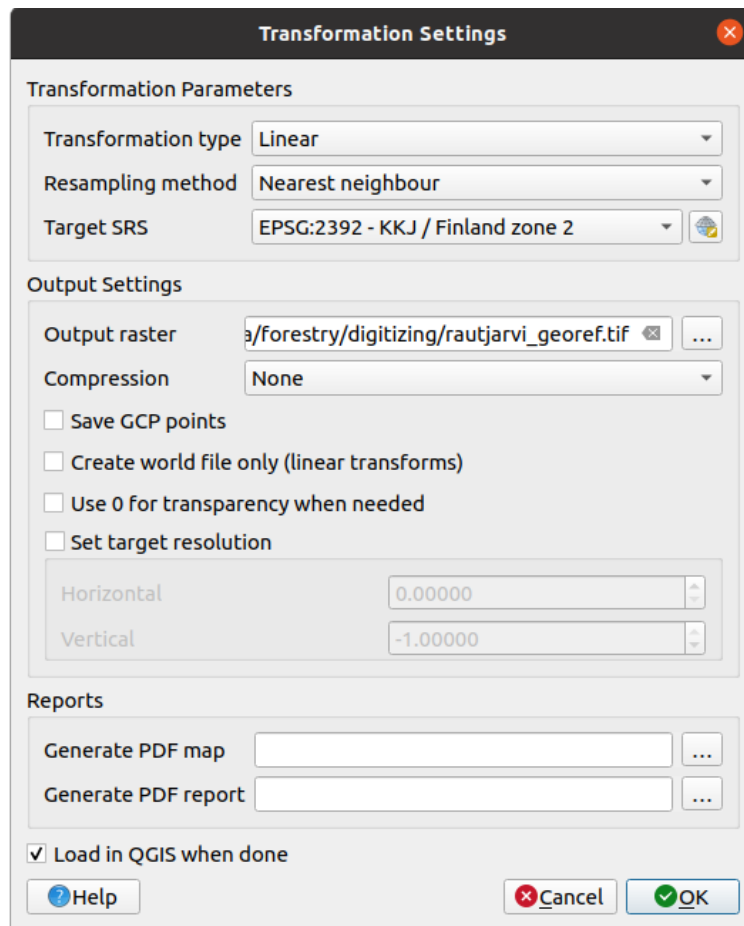 Transformation Settings
Transformation Parameters
Transformation type Linear
Resampling method Nearest neighbour
Target SRS EPSG:2392 - KKJ / Finland zone 2
Output Settings
Output raster a/forestry/digitizing/rautjarvi_georef.tif ...
Compression None
Save GCP points
Create world file only (linear transforms)
Use 0 for transparency when needed
Set target resolution
Horizontal 0.00000
Vertical -1.00000
Reports
Generate PDF map ...
Generate PDF report ...
Load in QGIS when done
Help Cancel OK